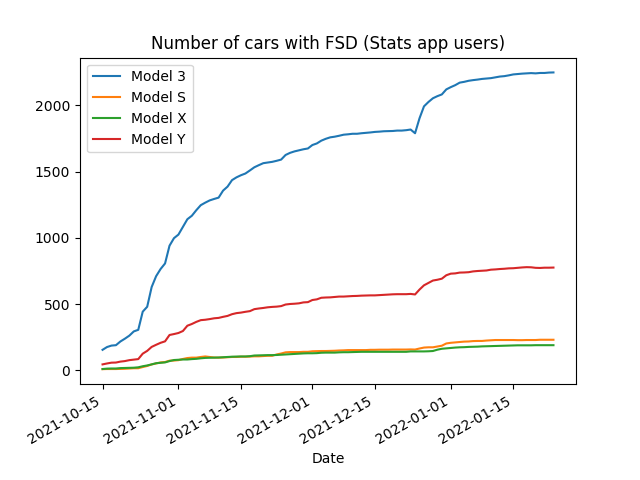 Number of cars with FSD (Stats app users)
Model 3
Model S
Model X
Model Y
2000
1500
1000
500
0
2021-10-15
2021-11-01
2021-11-15
2021-12-01
2021-12-15
2022-01-01
2022-01-15
Date